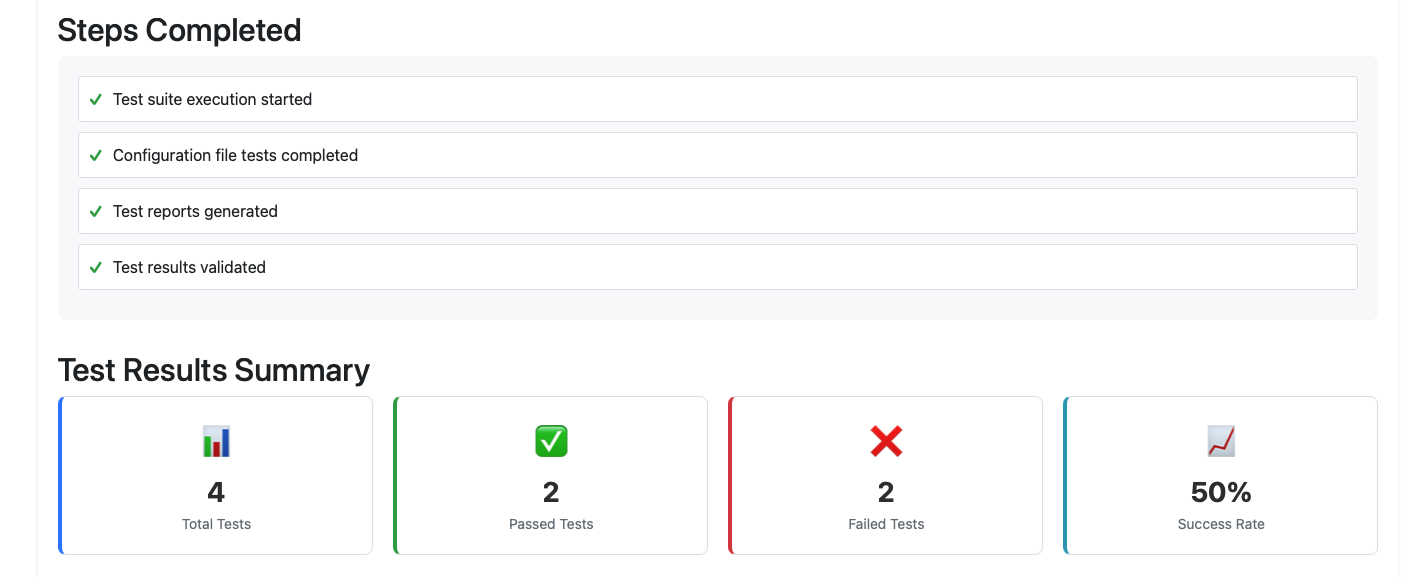 Steps Completed
Test suite execution started
Configuration file tests completed
Test reports generated
Test results validated
Test Results Summary
4
Total Tests
2
Passed Tests
2
Failed Tests
50%
Success Rate